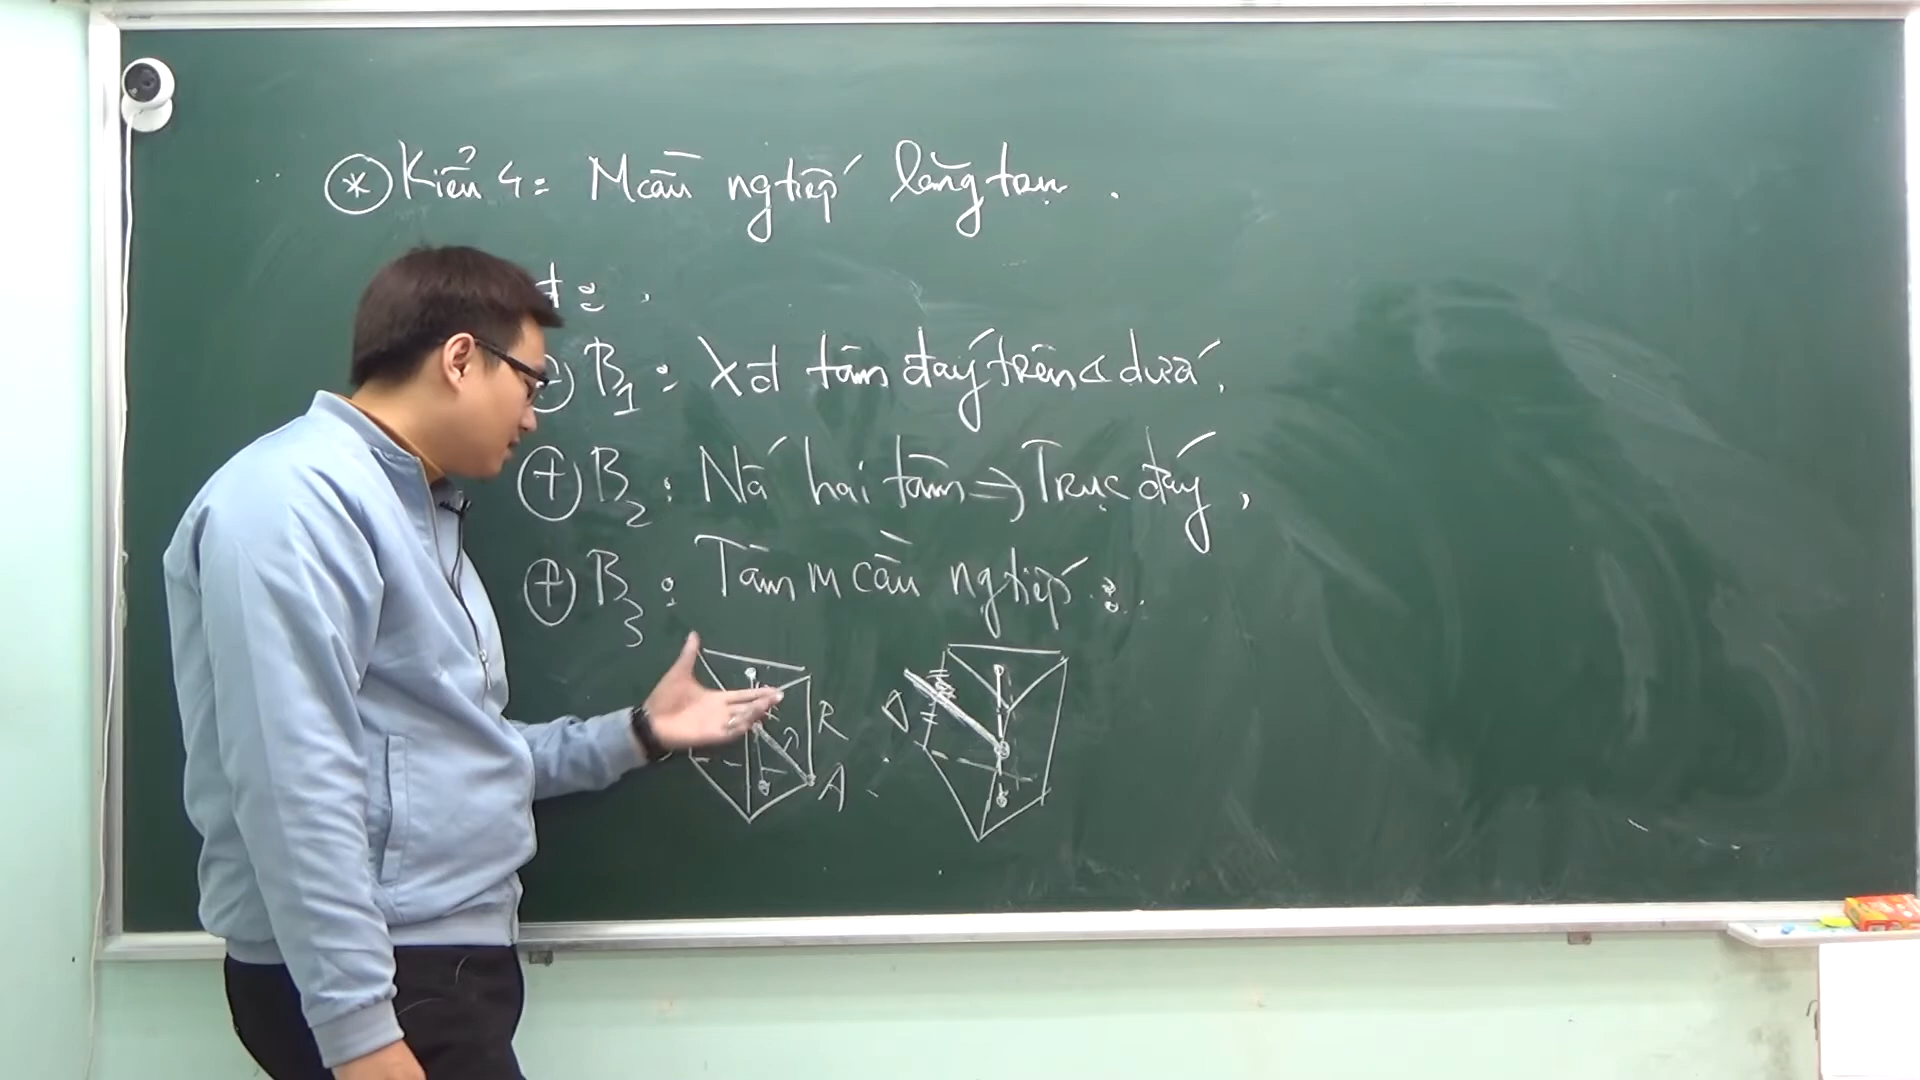 * Kiểu 4: Mcầu ngtiếp lăng trụ.
+ B1: Xđ tâm đáy trên & dưới.
+ B2: Nối hai tâm => Trục đáy,
+ B3: Tâm mcầu ngtiếp:
R
A
Δ